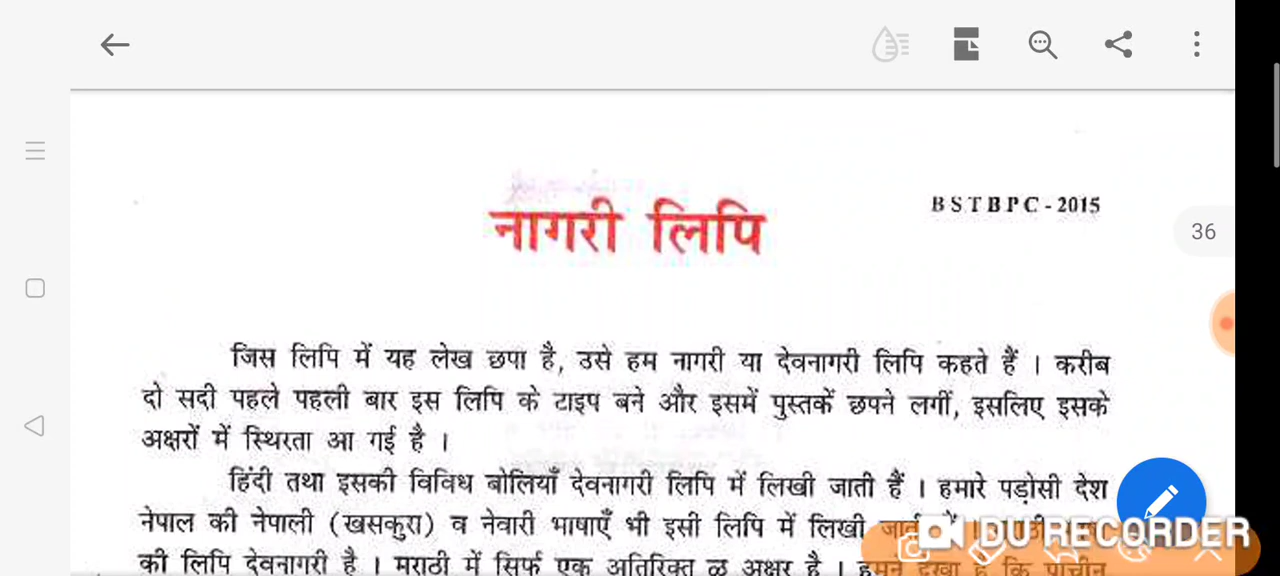 BSTBPC - 2015
नागरी लिपि
36
जिस लिपि में यह लेख छपा है, उसे हम नागरी या देवनागरी लिपि कहते हैं । करीब
दो सदी पहले पहली बार इस लिपि के टाइप बने और इसमें पुस्तकें छपने लगीं, इसलिए इसके
अक्षरों में स्थिरता आ गई है ।
हिंदी तथा इसकी विविध बोलियाँ देवनागरी लिपि में लिखी जाती हैं । हमारे पड़ोसी देश
नेपाल की नेपाली (खसकुरा) व नेवारी भाषाएँ भी इसी लिपि में लिखी
DU RECORDER
की लिपि देवनागरी है । मराठी में सिर्फ एक अतिरिक्त ळ अक्षर है । हमने देखा है कि प्राचीन